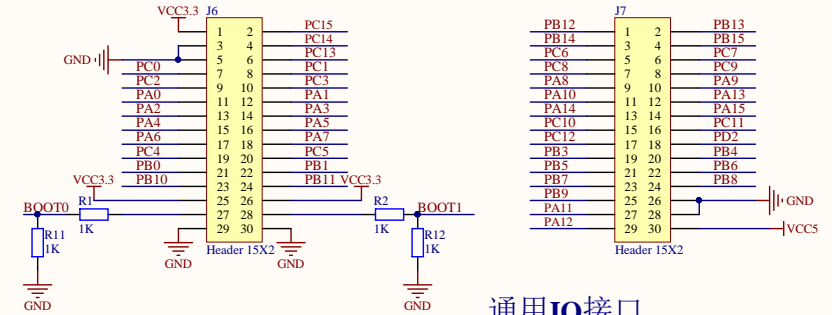 VCC3.3 J6 J7
1 2 PC15 PB12 1 2 PB13
3 4 PC14 PB14 3 4 PB15
GND 5 6 PC13 PC6 5 6 PC7
PC0 7 8 PC1 PC8 7 8 PC9
PC2 9 10 PC3 PA8 9 10 PA9
PA0 11 12 PA1 PA10 11 12 PA13
PA2 13 14 PA3 PA14 13 14 PA15
PA4 15 16 PA5 PC10 15 16 PC11
PA6 17 18 PA7 PC12 17 18 PD2
PC4 19 20 PC5 PB3 19 20 PB4
PB0 21 22 PB1 PB5 21 22 PB6
PB10 23 24 PB11 PB7 23 24 PB8
VCC3.3 25 26 VCC3.3 PB9 25 26 GND
BOOT0 R1 27 28 R2 BOOT1 PA11 27 28
1K 29 30 1K PA12 29 30 VCC5
R11 R12
1K 1K
Header 15X2 Header 15X2
GND GND
GND GND
通用IO接口